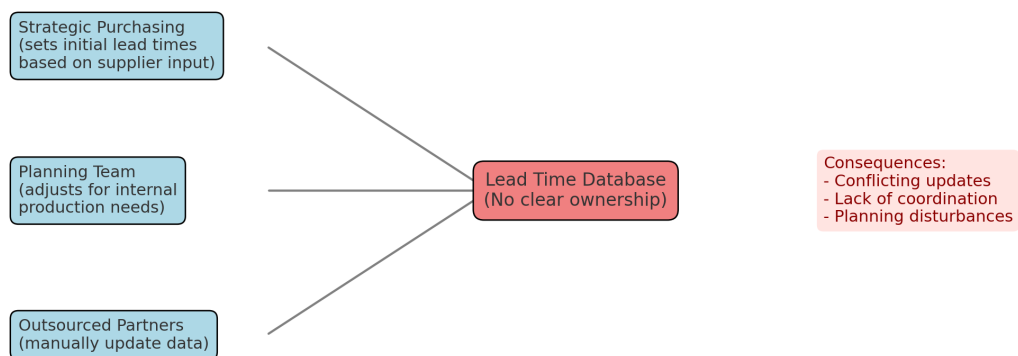 Strategic Purchasing
(sets initial lead times
based on supplier input)
Planning Team
(adjusts for internal
production needs)
Outsourced Partners
(manually update data)
Lead Time Database
(No clear ownership)
Consequences:
- Conflicting updates
- Lack of coordination
- Planning disturbances